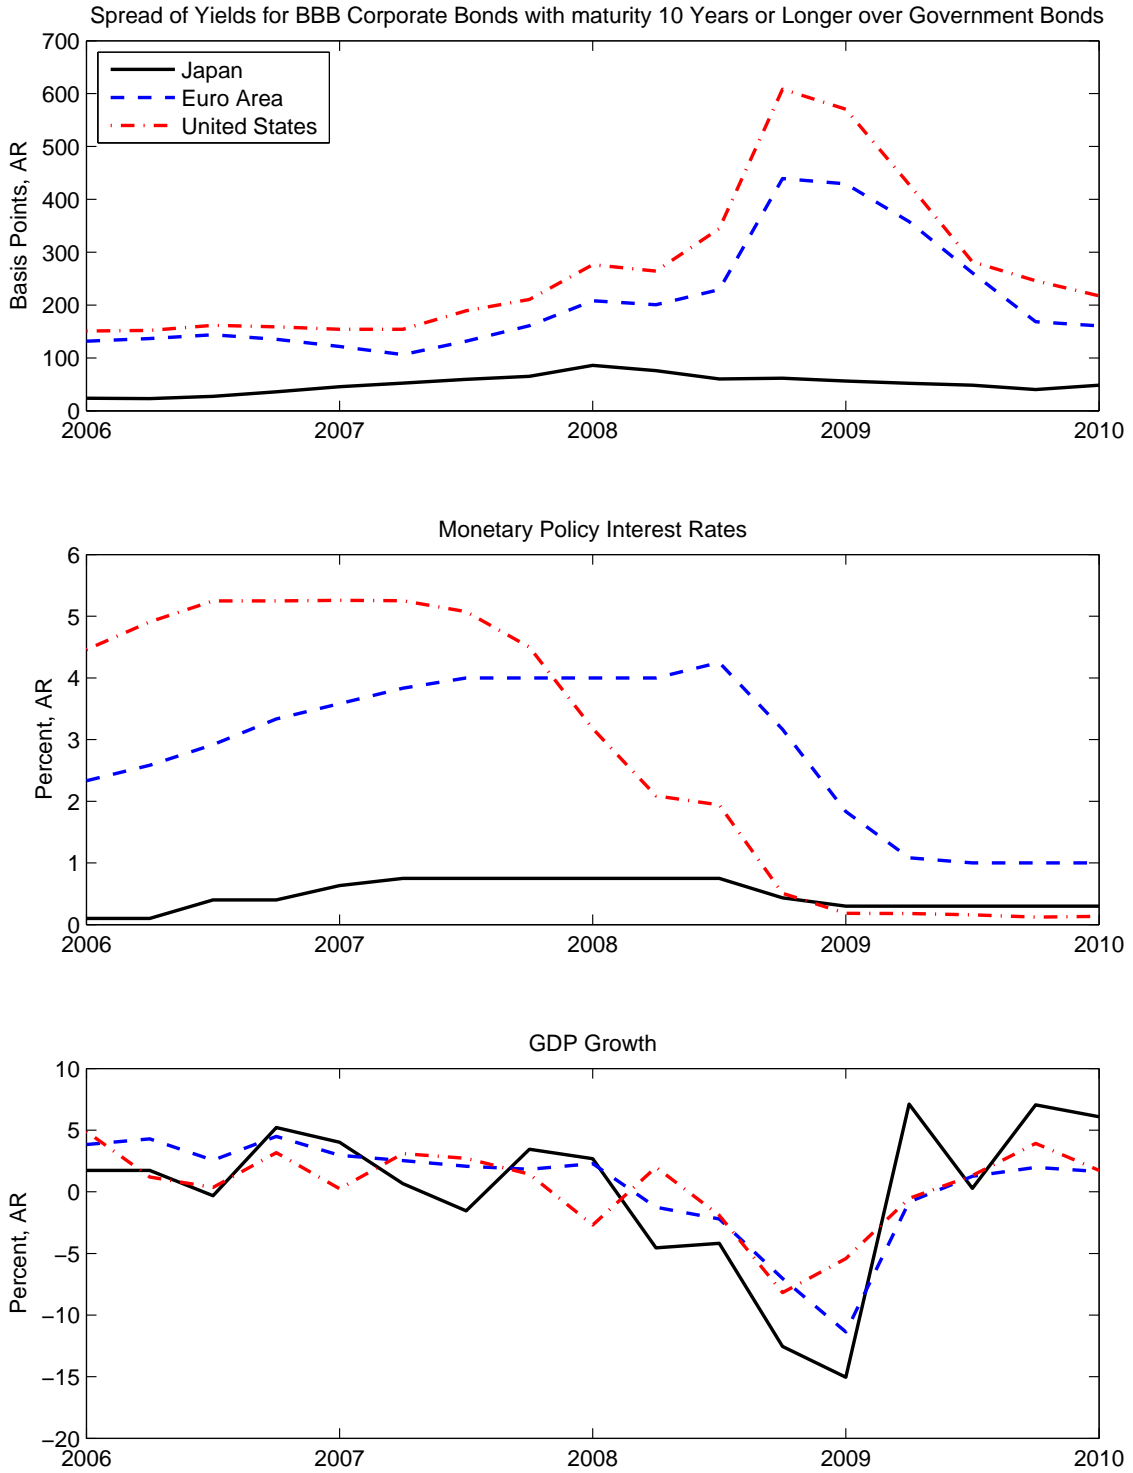 Spread of Yields for BBB Corporate Bonds with maturity 10 Years or Longer over Government Bonds
700
600
500
400
300
200
100
0
Basis Points, AR
Japan
Euro Area
United States
2006 2007 2008 2009 2010
Monetary Policy Interest Rates
6
5
4
3
2
1
0
Percent, AR
2006 2007 2008 2009 2010
GDP Growth
10
5
0
−5
−10
−15
−20
Percent, AR
2006 2007 2008 2009 2010